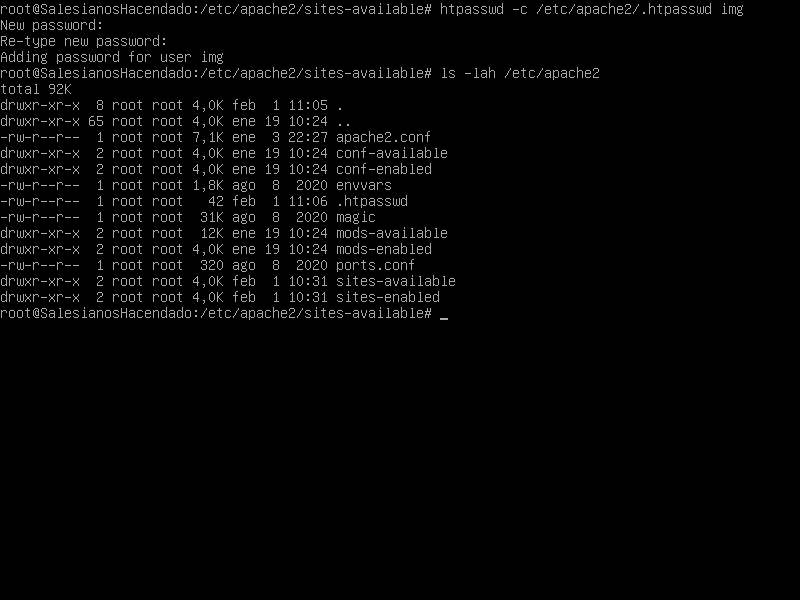 root@SalesianosHacendado:/etc/apache2/sites-available# htpasswd -c /etc/apache2/.htpasswd img
New password:
Re-type new password:
Adding password for user img
root@SalesianosHacendado:/etc/apache2/sites-available# ls -lah /etc/apache2
total 92K
drwxr-xr-x  8 root root 4,0K feb  1 11:05 .
drwxr-xr-x 65 root root 4,0K ene 19 10:24 ..
-rw-r--r--  1 root root 7,1K ene  3 22:27 apache2.conf
drwxr-xr-x  2 root root 4,0K ene 19 10:24 conf-available
drwxr-xr-x  2 root root 4,0K ene 19 10:24 conf-enabled
-rw-r--r--  1 root root 1,8K ago  8  2020 envvars
-rw-r--r--  1 root root   42 feb  1 11:06 .htpasswd
-rw-r--r--  1 root root  31K ago  8  2020 magic
drwxr-xr-x  2 root root  12K ene 19 10:24 mods-available
drwxr-xr-x  2 root root 4,0K ene 19 10:24 mods-enabled
-rw-r--r--  1 root root  320 ago  8  2020 ports.conf
drwxr-xr-x  2 root root 4,0K feb  1 10:31 sites-available
drwxr-xr-x  2 root root 4,0K feb  1 10:31 sites-enabled
root@SalesianosHacendado:/etc/apache2/sites-available# _